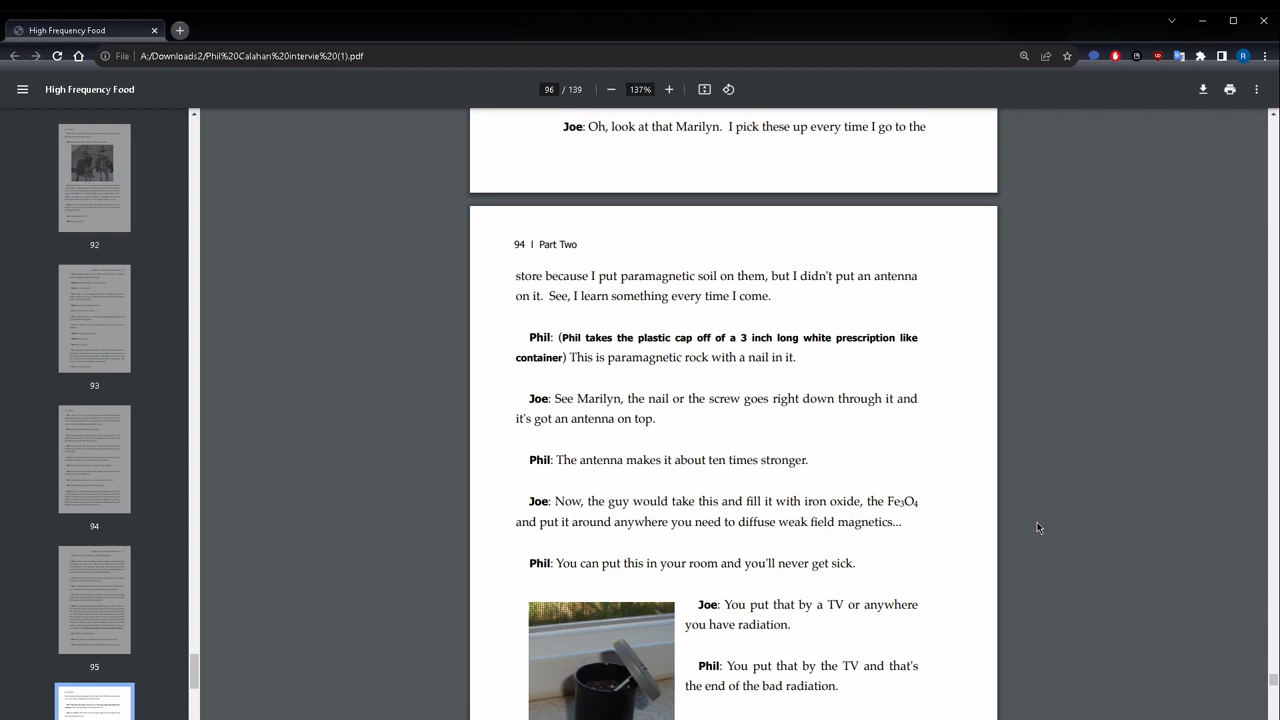 High Frequency Food
File
A:/Downloads2/Phil%20Calahan%20intervie%20(1).pdf
High Frequency Food
96 / 139
137%
92
93
94
95
Joe: Oh, look at that Marilyn. I pick these up every time I go to the
94 I Part Two
store because I put paramagnetic soil on them, but I didn't put an antenna
on it. See, I learn something every time I come.
Phil: (Phil takes the plastic cap off of a 3 inch long white prescription like
container) This is paramagnetic rock with a nail in it.
Joe: See Marilyn, the nail or the screw goes right down through it and
it's got an antenna on top.
Phil: The antenna makes it about ten times stronger.
Joe: Now, the guy would take this and fill it with iron oxide, the Fe₃O₄
and put it around anywhere you need to diffuse weak field magnetics...
Phil: You can put this in your room and you'll never get sick.
Joe: You put that by a TV or anywhere
you have radiation.
Phil: You put that by the TV and that's
the end of the bad radiation.